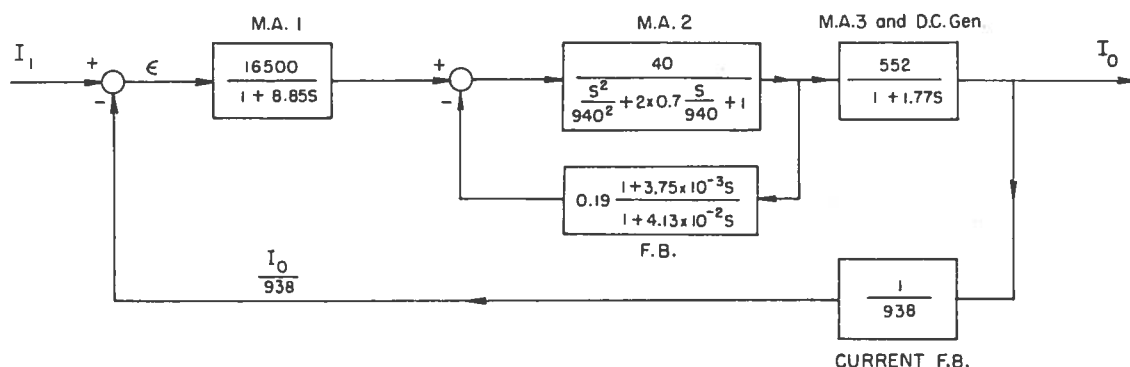 M.A. 1
M.A. 2
M.A.3 and D.C. Gen.
I₁
+
-
ϵ
16500
1 + 8.85S
+
-
40
S²
940²
+ 2x0.7
S
940
+ 1
552
1 + 1.77S
I₀
0.19
1+3.75x10⁻³S
1+4.13x10⁻²S
F.B.
I₀
938
1
938
CURRENT F.B.